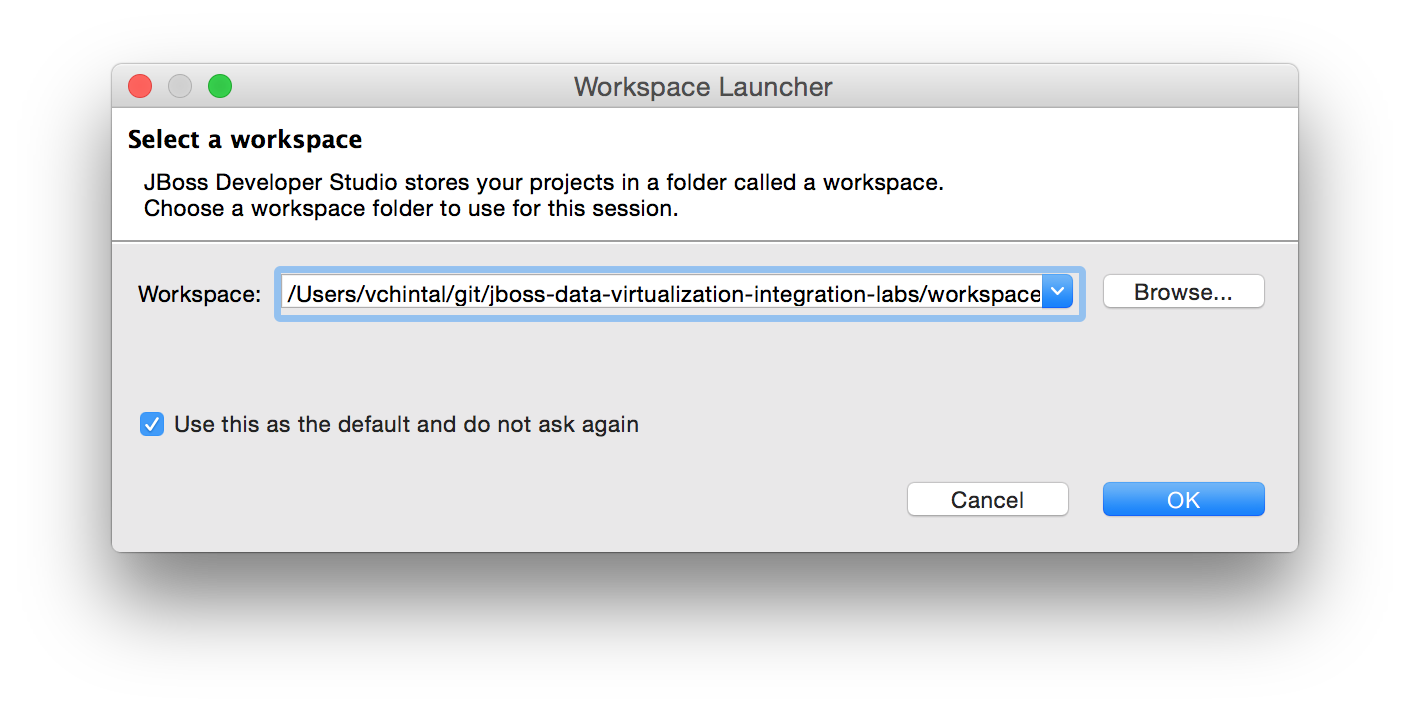 Workspace Launcher
Select a workspace
JBoss Developer Studio stores your projects in a folder called a workspace.
Choose a workspace folder to use for this session.
Workspace: /Users/vchintal/git/jboss-data-virtualization-integration-labs/workspace Browse...
Use this as the default and do not ask again
Cancel OK